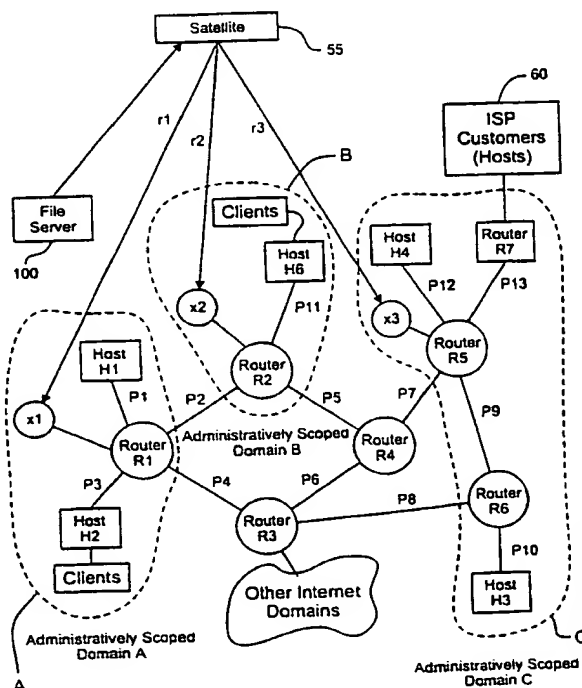 Satellite
55
60
r1
r2
r3
ISP
Customers
(Hosts)
B
File
Server
100
Clients
Host
H6
Host
H4
Router
R7
P12
P13
x2
P11
x3
Router
R5
Host
H1
x1
P1
P2
Router
R2
P5
P7
Administratively Scoped
Domain B
Router
R4
P9
Router
R1
P3
P4
P6
P8
Host
H2
Router
R3
Router
R6
Clients
P10
Other Internet
Domains
Host
H3
Administratively Scoped
Domain A
A
Administratively Scoped
Domain C
C